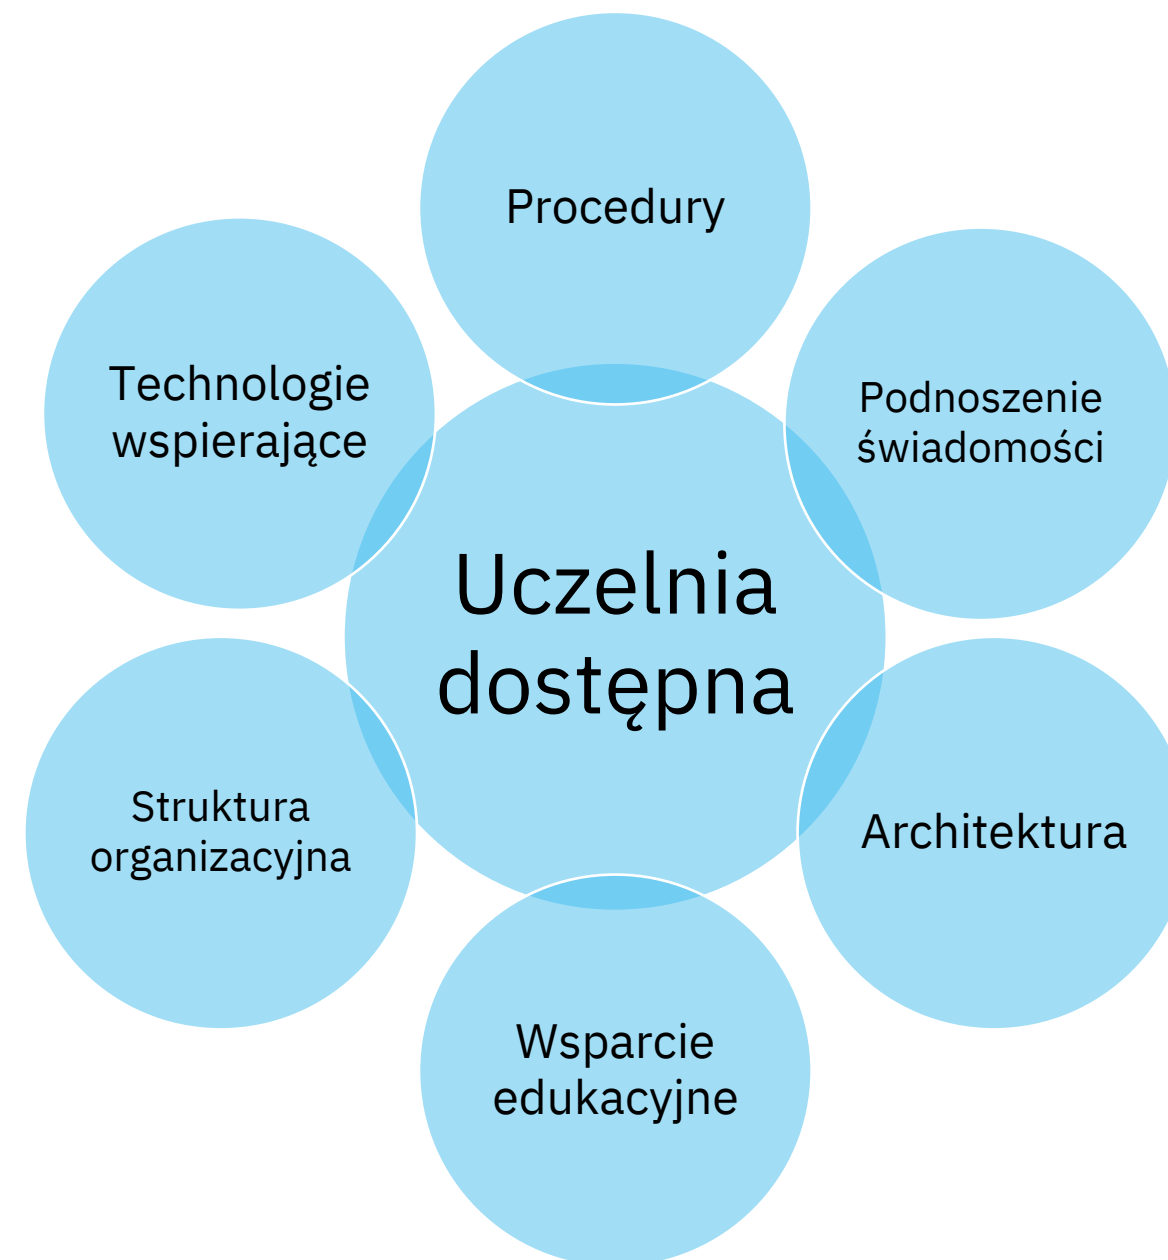 Procedury
Technologie
wspierające
Podnoszenie
świadomości
Uczelnia
dostępna
Struktura
organizacyjna
Architektura
Wsparcie
edukacyjne